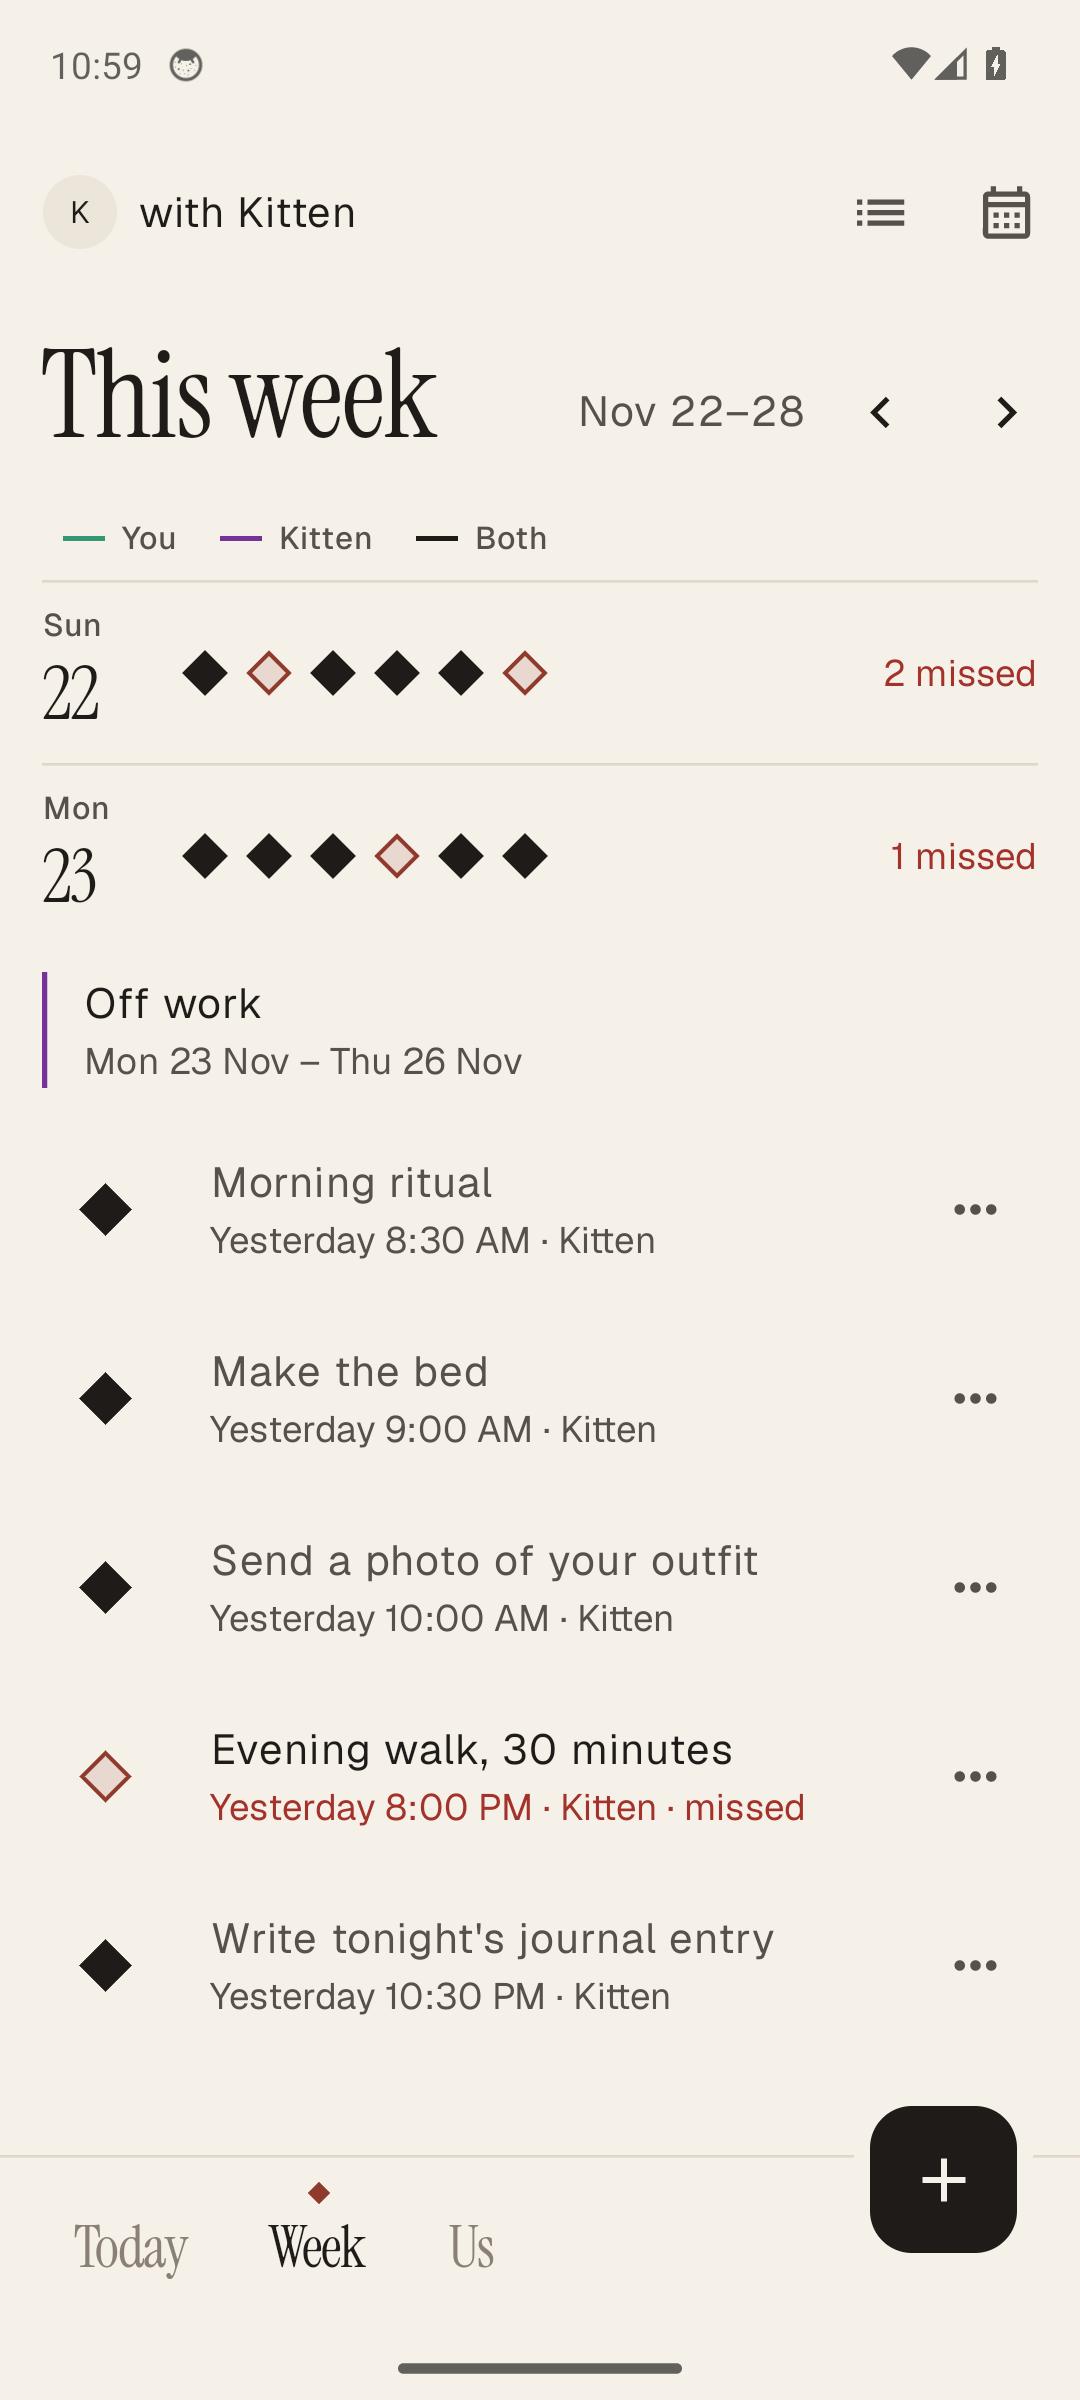 10:59
K
with Kitten
This week
Nov 22–28
You
Kitten
Both
Sun
22
2 missed
Mon
23
1 missed
Off work
Mon 23 Nov – Thu 26 Nov
Morning ritual
Yesterday 8:30 AM · Kitten
Make the bed
Yesterday 9:00 AM · Kitten
Send a photo of your outfit
Yesterday 10:00 AM · Kitten
Evening walk, 30 minutes
Yesterday 8:00 PM · Kitten · missed
Write tonight's journal entry
Yesterday 10:30 PM · Kitten
Today
Week
Us